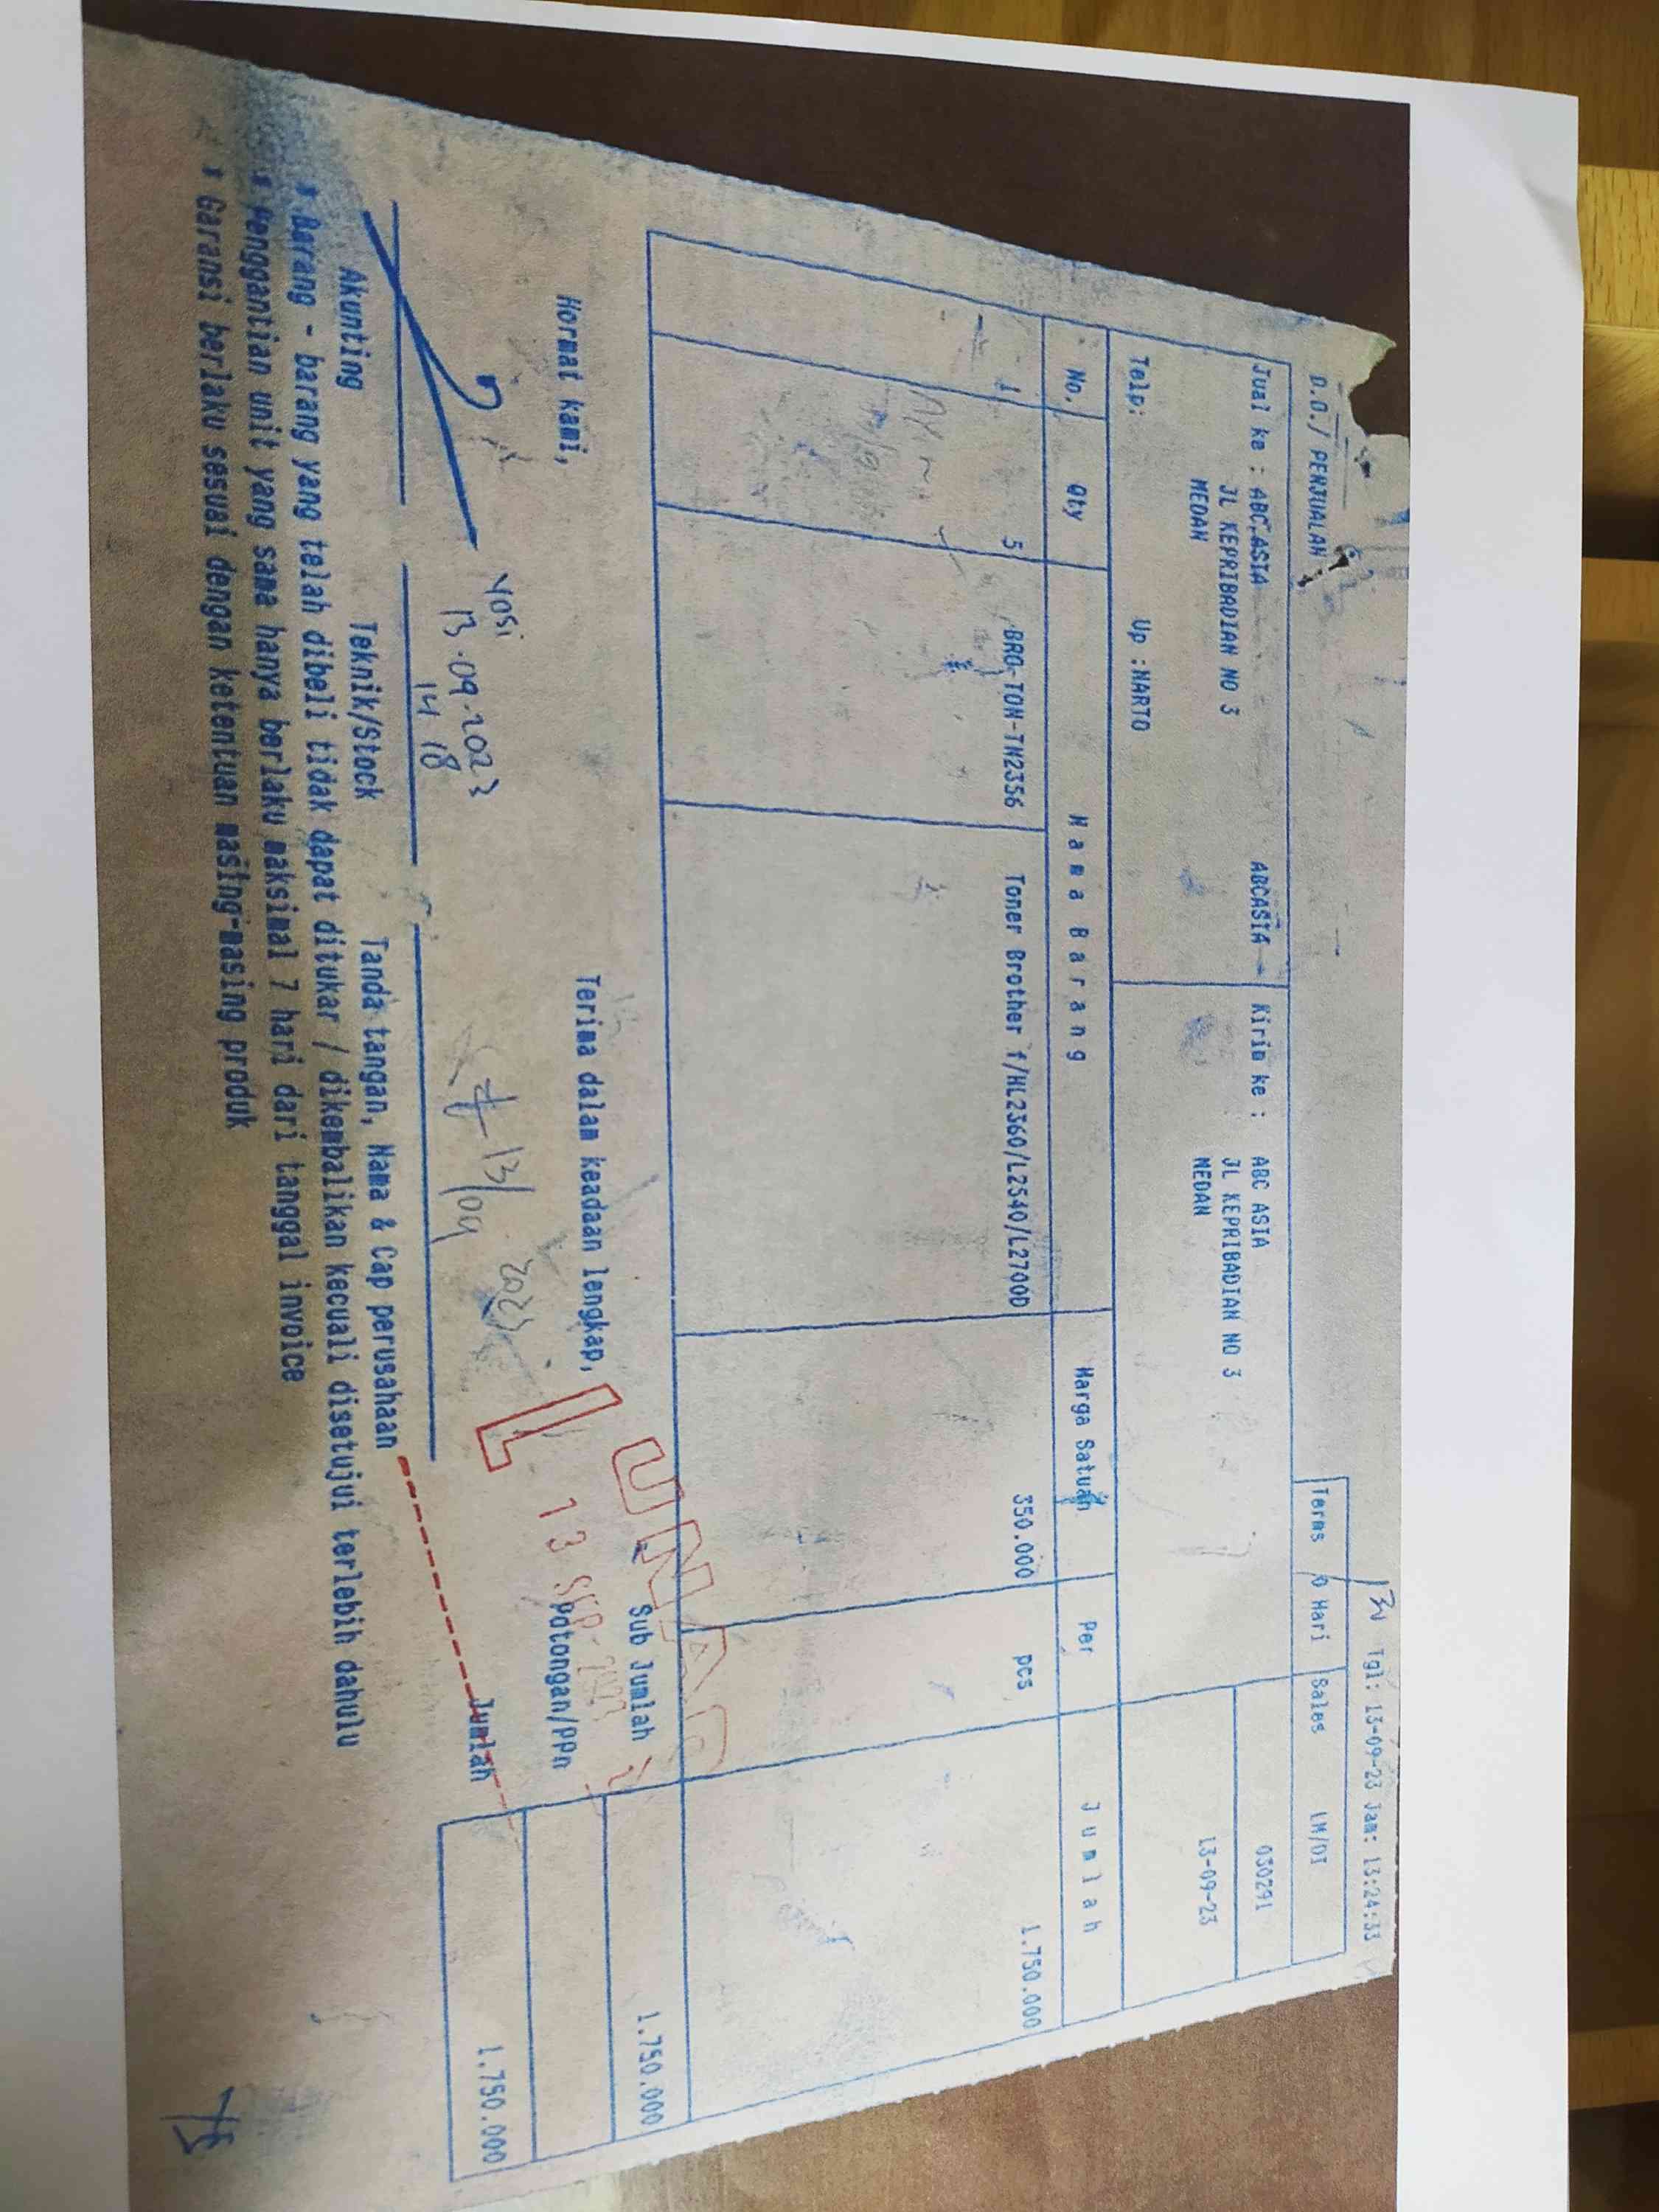 Tgl: 13-09-23 Jam: 13:24:33
D.O./ PENJUALAN
Terms 0 Hari Sales LM/DI
Jual ke : ABC ASIA ABCASIA
JL KEPRIBADIAN NO 3
MEDAN
Kirim ke : ABC ASIA
JL KEPRIBADIAN NO 3
MEDAN
030291
13-09-23
Telp: Up :NARTO
No. Qty Nama Barang Harga Satuan Per Jumlah
1 5 BRO-TON-TN2356 Toner Brother f/HL2360/L2540/L2700D 350.000 pcs 1.750.000
Sub Jumlah 1.750.000
Potongan/PPn
Jumlah 1.750.000
LUNAS
13 SEP 2023
Hormat kami,
Terima dalam keadaan lengkap,
Yosi
13.09.2023
14 18
13/09
2023
Akunting Teknik/Stock Tanda tangan, Nama & Cap perusahaan
* Barang - barang yang telah dibeli tidak dapat ditukar / dikembalikan kecuali disetujui terlebih dahulu
* Penggantian unit yang sama hanya berlaku maksimal 7 hari dari tanggal invoice
* Garansi berlaku sesuai dengan ketentuan masing-masing produk